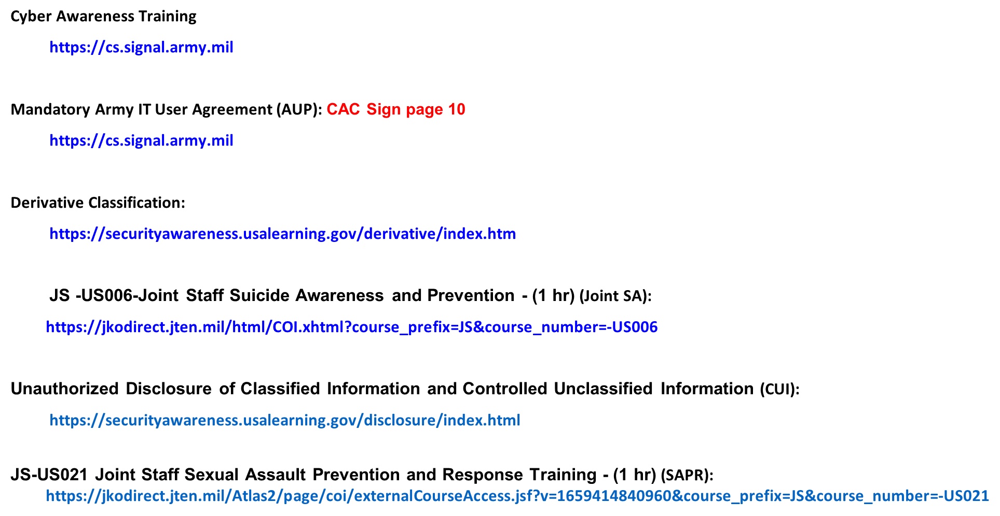 Cyber Awareness Training
https://cs.signal.army.mil
Mandatory Army IT User Agreement (AUP): CAC Sign page 10
https://cs.signal.army.mil
Derivative Classification:
https://securityawareness.usalearning.gov/derivative/index.htm
JS -US006-Joint Staff Suicide Awareness and Prevention - (1 hr) (Joint SA):
https://jkodirect.jten.mil/html/COI.xhtml?course_prefix=JS&course_number=-US006
Unauthorized Disclosure of Classified Information and Controlled Unclassified Information (CUI):
https://securityawareness.usalearning.gov/disclosure/index.html
JS-US021 Joint Staff Sexual Assault Prevention and Response Training - (1 hr) (SAPR):
https://jkodirect.jten.mil/Atlas2/page/coi/externalCourseAccess.jsf?v=1659414840960&course_prefix=JS&course_number=-US021